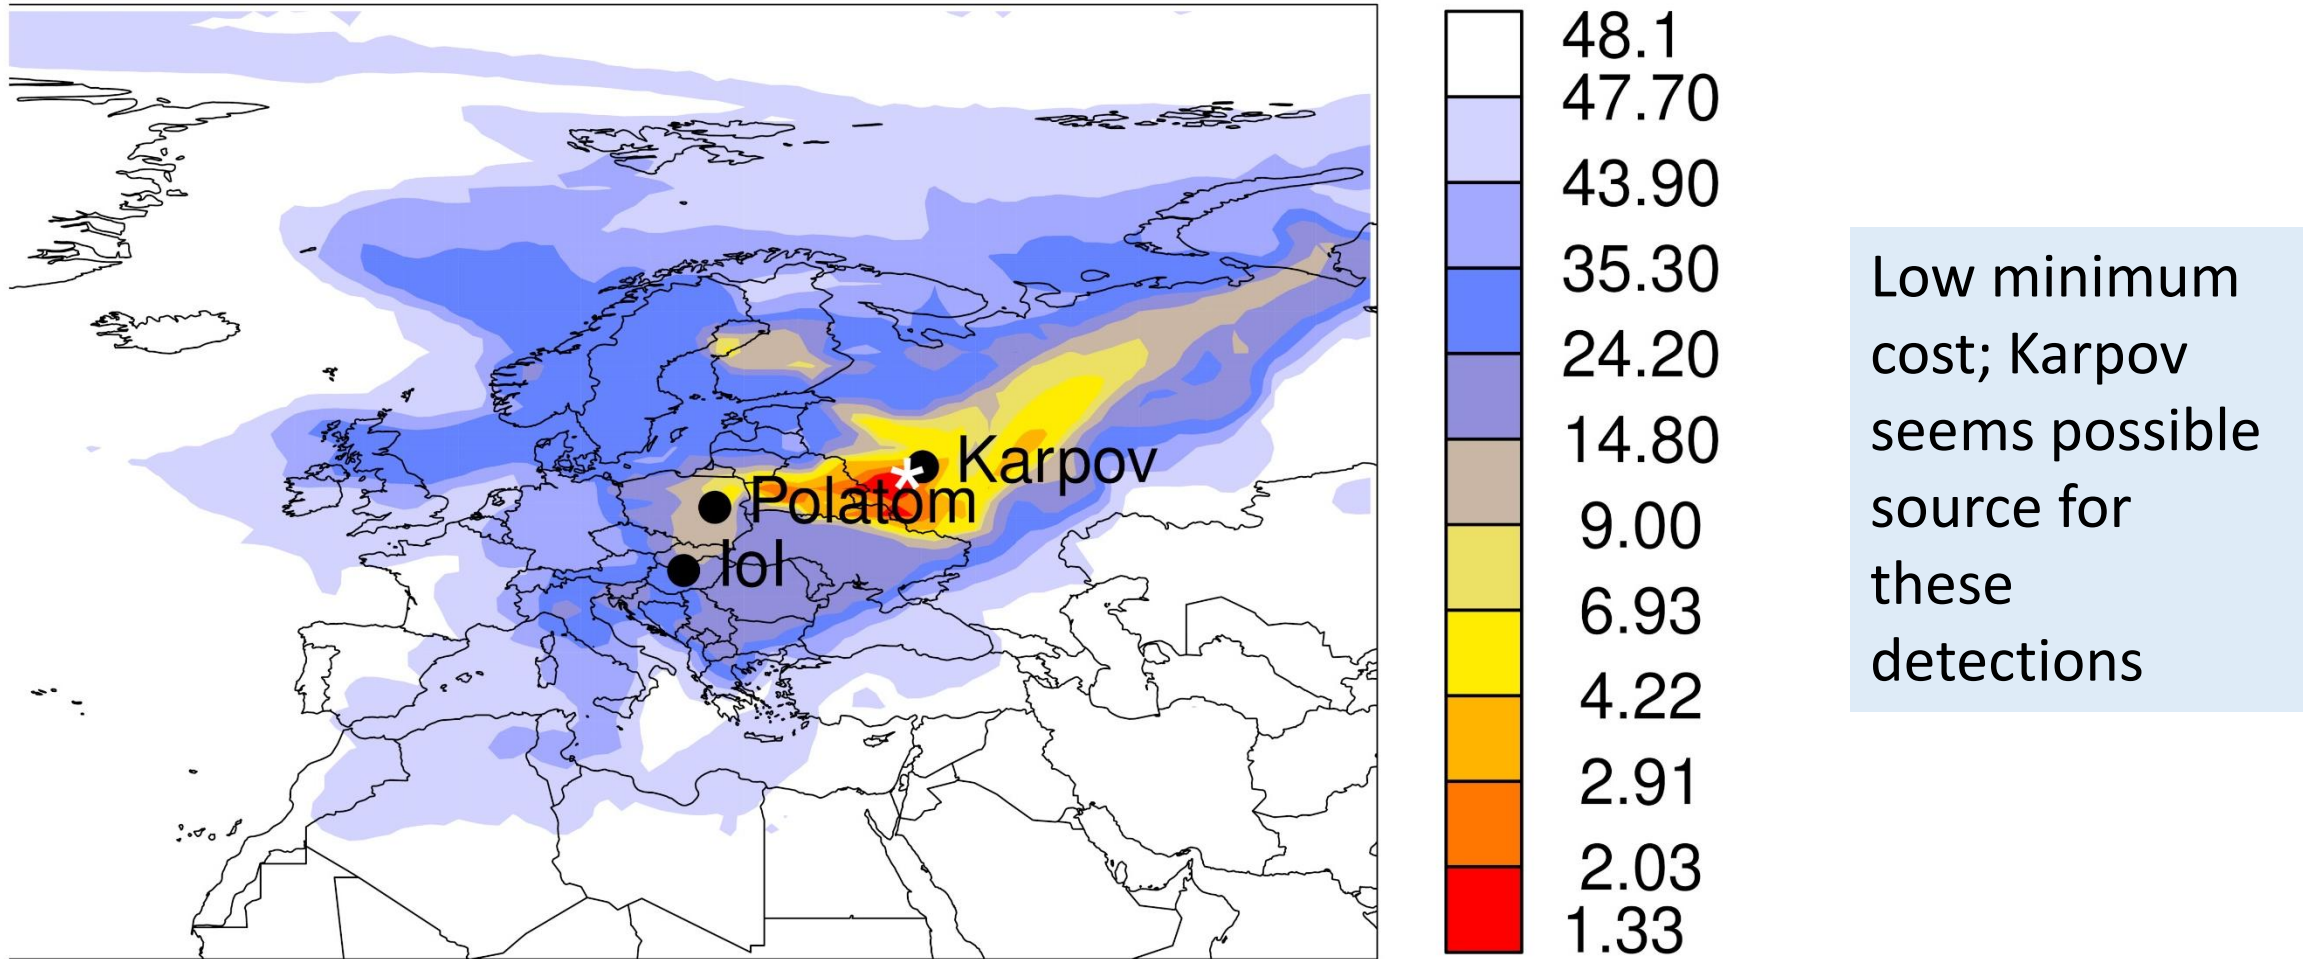 Karpov
Polatom
IoI
48.1
47.70
43.90
35.30
24.20
14.80
9.00
6.93
4.22
2.91
2.03
1.33
Low minimum
cost; Karpov
seems possible
source for
these
detections